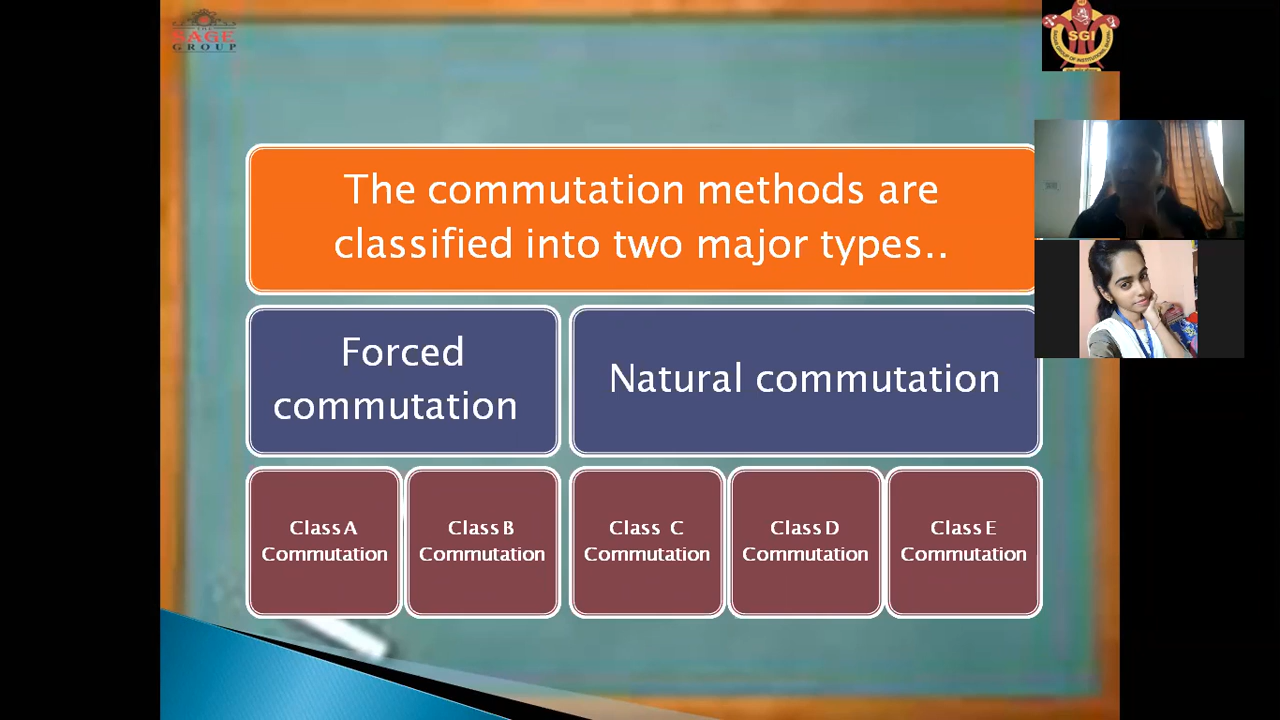 THE
SAGE
GROUP
SGI
The commutation methods are
classified into two major types..
Forced
commutation
Natural commutation
Class A
Commutation
Class B
Commutation
Class C
Commutation
Class D
Commutation
Class E
Commutation